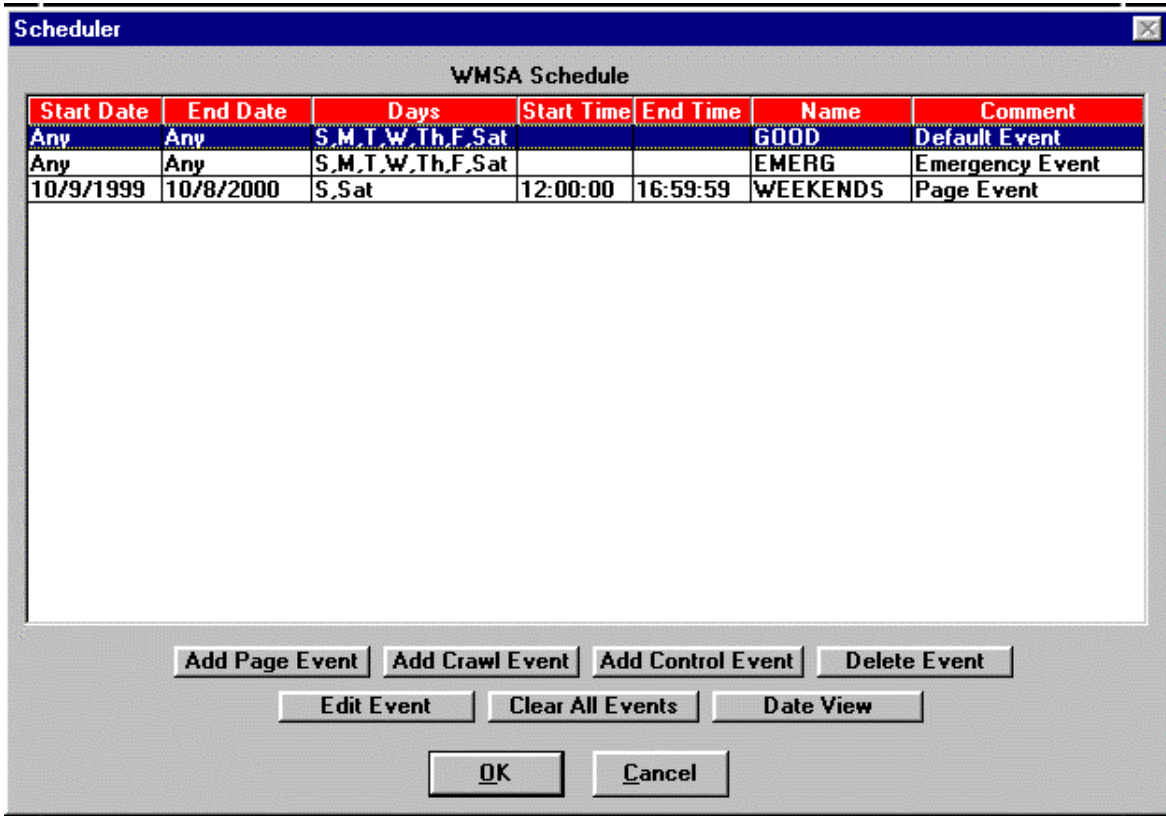 Scheduler
WMSA Schedule
Start Date End Date Days Start Time End Time Name Comment
Any Any S,M,T,W,Th,F,Sat GOOD Default Event
Any Any S,M,T,W,Th,F,Sat EMERG Emergency Event
10/9/1999 10/8/2000 S,Sat 12:00:00 16:59:59 WEEKENDS Page Event
Add Page Event Add Crawl Event Add Control Event Delete Event
Edit Event Clear All Events Date View
OK Cancel